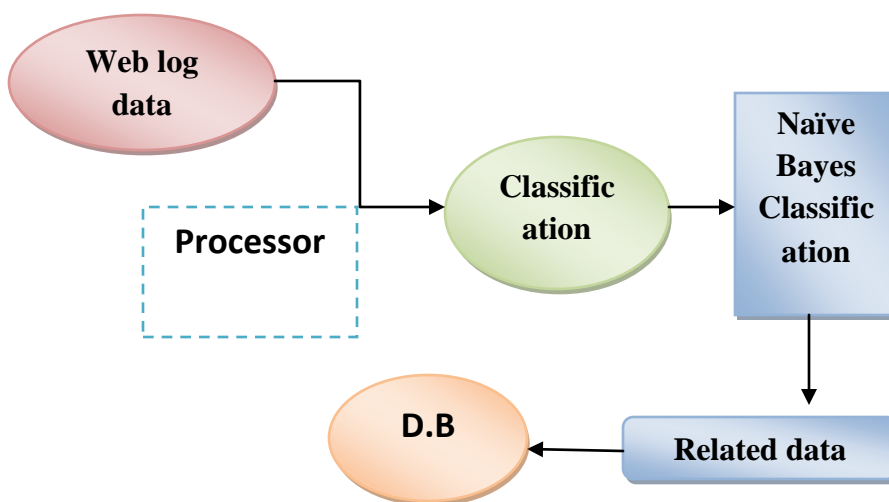 Web log
data
Processor
Classific
ation
Naïve
Bayes
Classific
ation
Related data
D.B